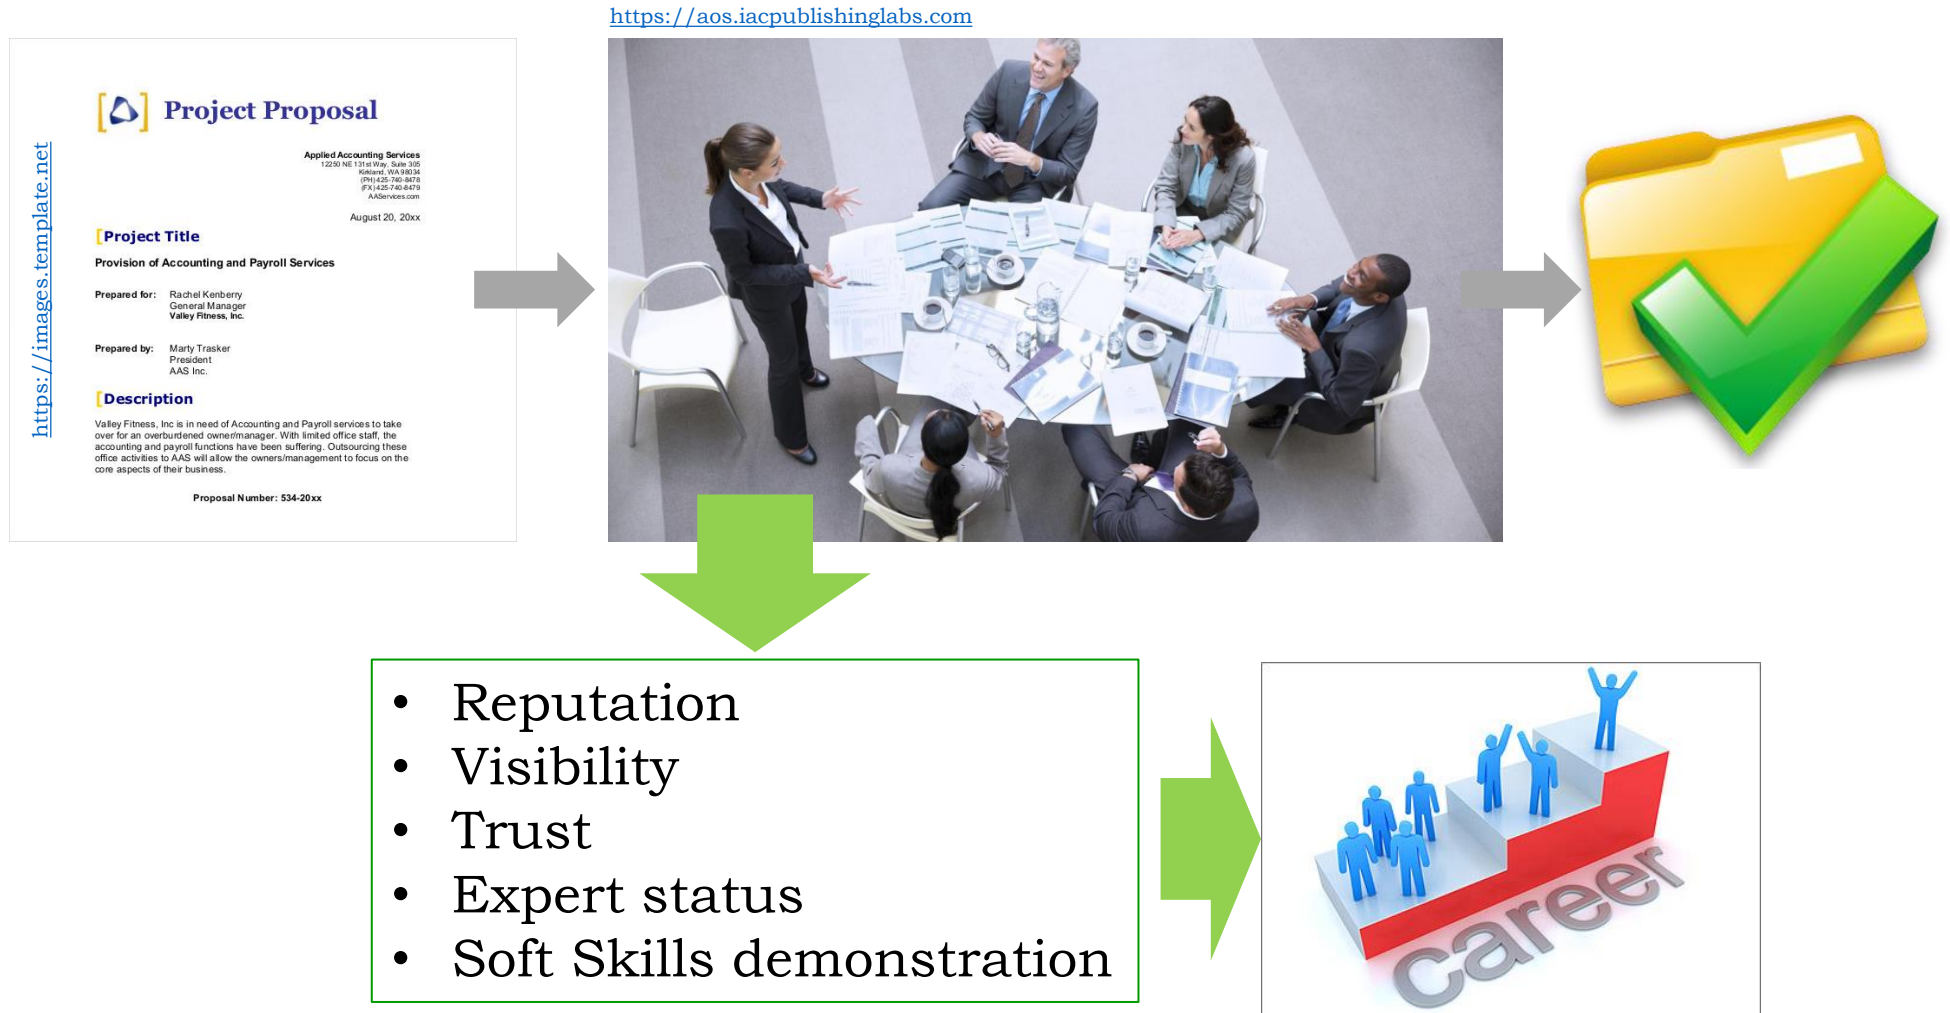 https://aos.iacpublishinglabs.com
https://images.template.net
Project Proposal
Applied Accounting Services
12250 NE 131st Way, Suite 305
Kirkland, WA 98034
(PH) 425-740-8478
(FX) 425-740-8479
AAServices.com
August 20, 20xx
Project Title
Provision of Accounting and Payroll Services
Prepared for: Rachel Kenberry
General Manager
Valley Fitness, Inc.
Prepared by: Marty Trasker
President
AAS Inc.
Description
Valley Fitness, Inc is in need of Accounting and Payroll services to take
over for an overburdened owner/manager. With limited office staff, the
accounting and payroll functions have been suffering. Outsourcing these
office activities to AAS will allow the owners/management to focus on the
core aspects of their business.
Proposal Number: 534-20xx
• Reputation
• Visibility
• Trust
• Expert status
• Soft Skills demonstration
career